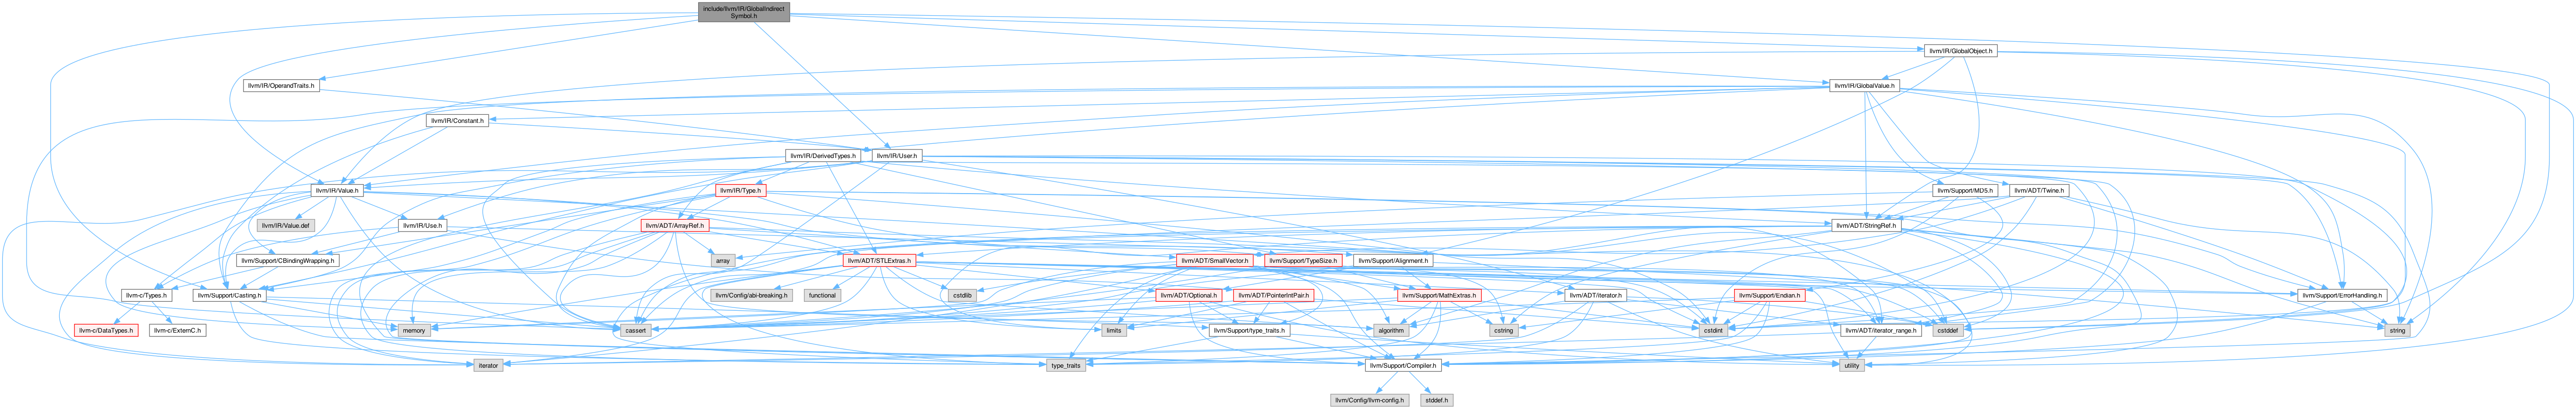 include/llvm/IR/GlobalIndirect
Symbol.h
llvm/IR/GlobalObject.h
llvm/IR/OperandTraits.h
llvm/IR/GlobalValue.h
llvm/IR/Constant.h
llvm/IR/DerivedTypes.h
llvm/IR/User.h
llvm/IR/Value.h
llvm/IR/Type.h
llvm/Support/MD5.h
llvm/ADT/Twine.h
llvm/IR/Value.def
llvm/IR/Use.h
llvm/ADT/ArrayRef.h
llvm/ADT/StringRef.h
llvm/Support/CBindingWrapping.h
array
llvm/ADT/STLExtras.h
llvm/ADT/SmallVector.h
llvm/Support/TypeSize.h
llvm/Support/Alignment.h
llvm-c/Types.h
llvm/Support/Casting.h
llvm/Config/abi-breaking.h
functional
cstdlib
llvm/ADT/Optional.h
llvm/ADT/PointerIntPair.h
llvm/Support/MathExtras.h
llvm/ADT/iterator.h
llvm/Support/Endian.h
llvm/Support/ErrorHandling.h
llvm-c/DataTypes.h
llvm-c/ExternC.h
memory
cassert
limits
llvm/Support/type_traits.h
algorithm
cstring
cstdint
llvm/ADT/iterator_range.h
cstddef
string
iterator
type_traits
llvm/Support/Compiler.h
utility
llvm/Config/llvm-config.h
stddef.h